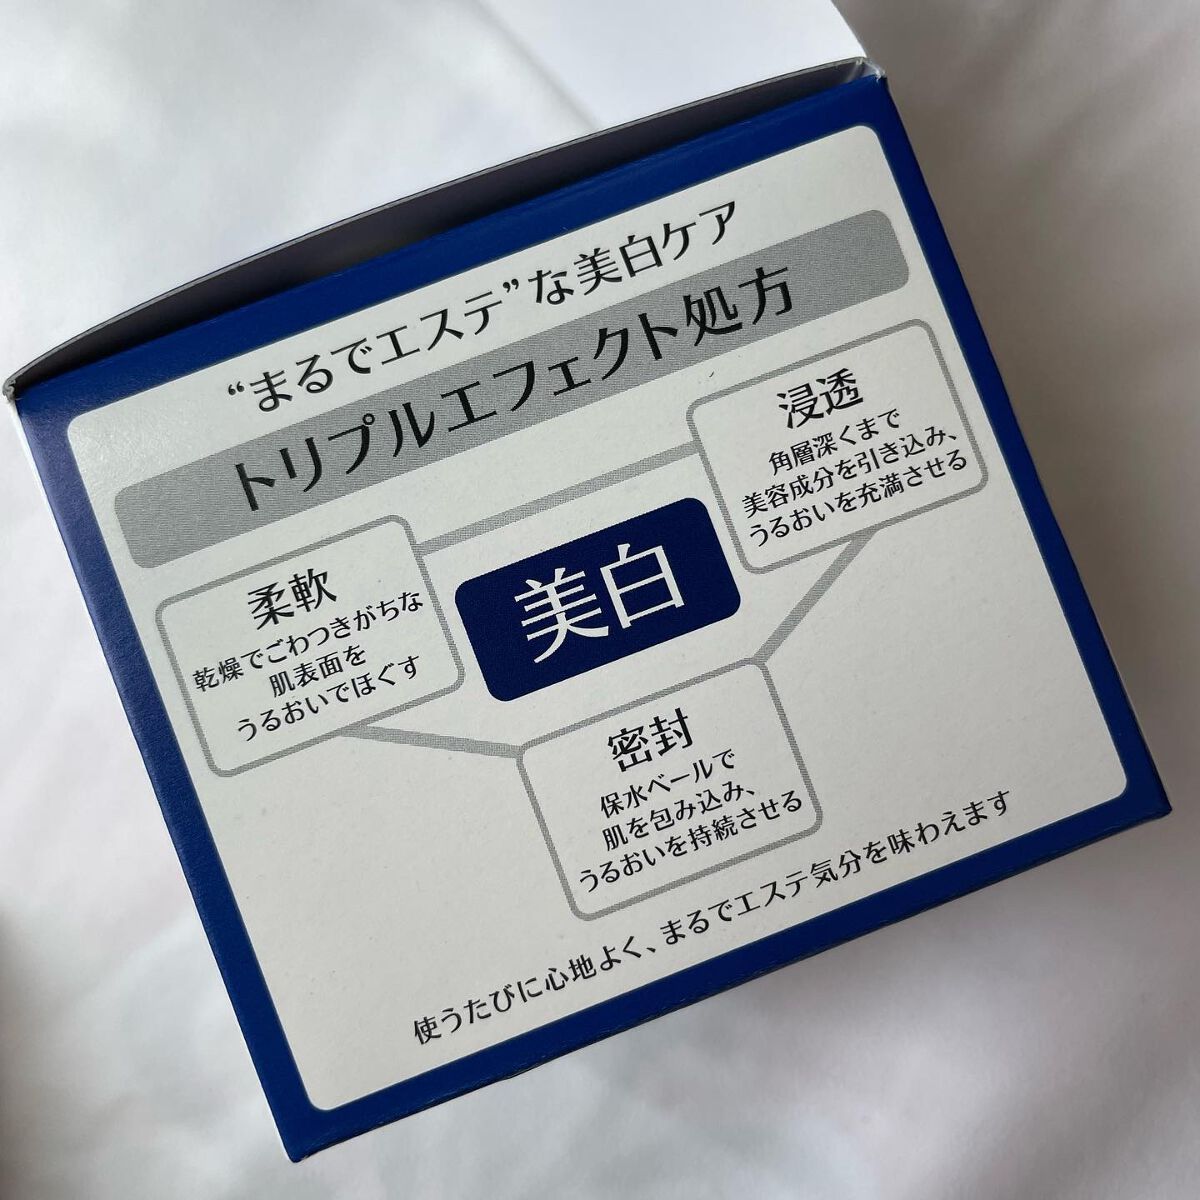 “まるでエステ”な美白ケア
トリプルエフェクト処方
浸透
角層深くまで
美容成分を引き込み、
うるおいを充満させる
柔軟
乾燥でごわつきがちな
肌表面を
うるおいでほぐす
美白
密封
保水ベールで
肌を包み込み、
うるおいを持続させる
使うたびに心地よく、まるでエステ気分を味わえます